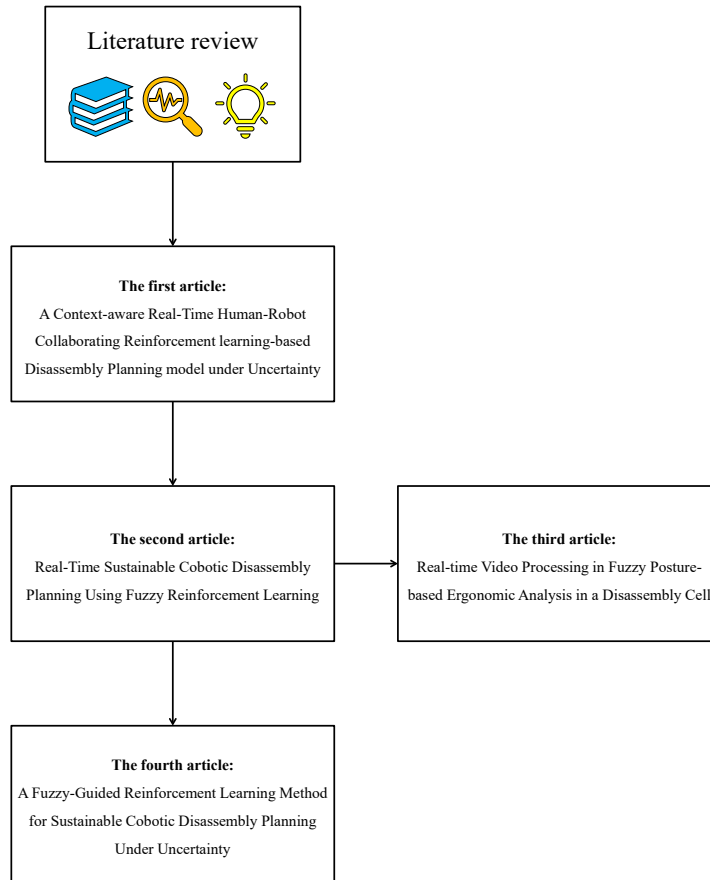 Literature review
The first article:
A Context-aware Real-Time Human-Robot
Collaborating Reinforcement learning-based
Disassembly Planning model under Uncertainty
The second article:
Real-Time Sustainable Cobotic Disassembly
Planning Using Fuzzy Reinforcement Learning
The third article:
Real-time Video Processing in Fuzzy Posture-
based Ergonomic Analysis in a Disassembly Cell
The fourth article:
A Fuzzy-Guided Reinforcement Learning Method
for Sustainable Cobotic Disassembly Planning
Under Uncertainty